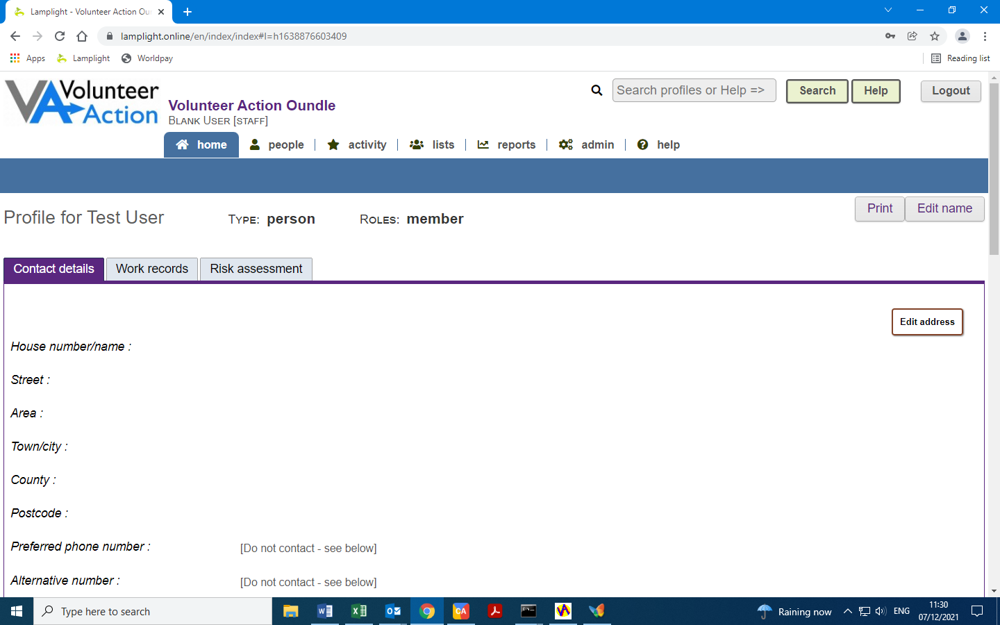 Lamplight - Volunteer Action Ou
lamplight.online/en/index/index#l=h1638876603409
Apps Lamplight Worldpay Reading list
VA Volunteer Action
Volunteer Action Oundle
BLANK USER [STAFF]
Search profiles or Help => Search Help Logout
home people activity lists reports admin help
Profile for Test User TYPE: person ROLES: member Print Edit name
Contact details Work records Risk assessment
Edit address
House number/name :
Street :
Area :
Town/city :
County :
Postcode :
Preferred phone number : [Do not contact - see below]
Alternative number : [Do not contact - see below]
Type here to search Raining now ENG 11:30
07/12/2021